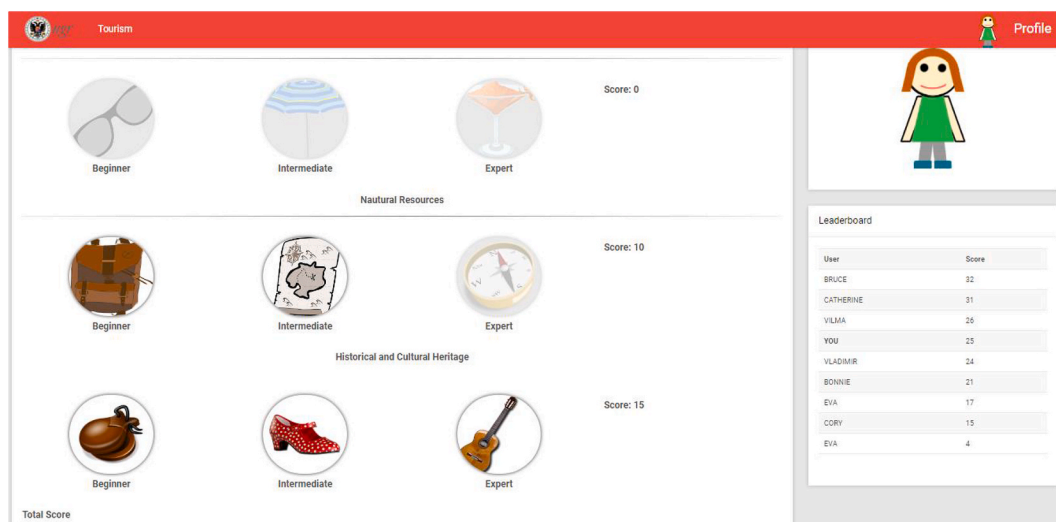 Tourism
Profile
Score: 0
Beginner Intermediate Expert
Nautural Resources
Score: 10
Beginner Intermediate Expert
Historical and Cultural Heritage
Score: 15
Beginner Intermediate Expert
Total Score
Leaderboard
User Score
BRUCE 32
CATHERINE 31
VILMA 26
YOU 25
VLADIMIR 24
BONNIE 21
EVA 17
CORY 15
EVA 4